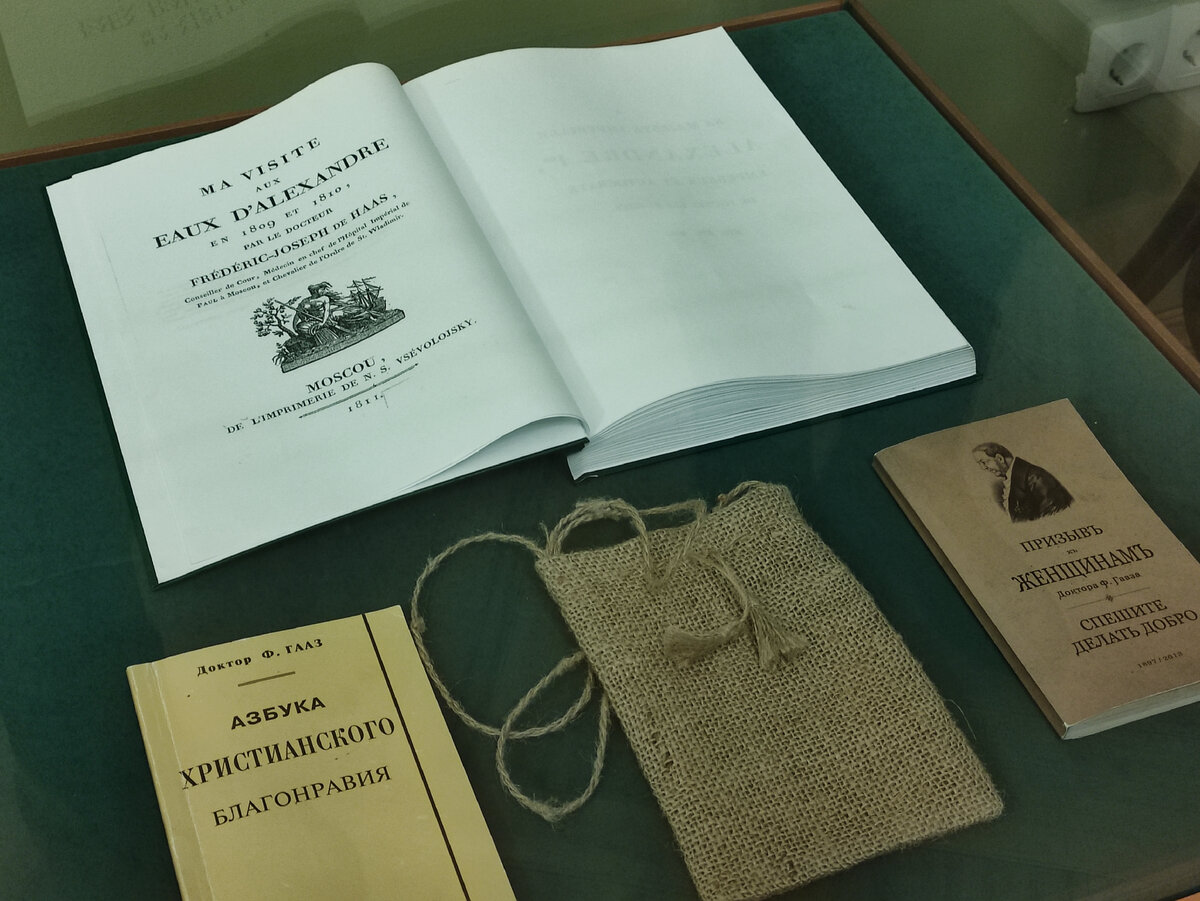 MA VISITE
AUX
EAUX D'ALEXANDRE
EN 1809 ET 1810,
PAR LE DOCTEUR
FRÉDÉRIC-JOSEPH DE HAAS,
Conseiller de Cour, Médecin en chef de l'Hôpital Impérial de
PAUL à Moscou, et Chevalier de l'Ordre de St. Wladimir.
MOSCOU,
DE L'IMPRIMERIE DE N. S. VSÉVOLOJSKY.
1811.
ALEXANDRE
Доктор Ф. ГААЗ
АЗБУКА
ХРИСТИАНСКОГО
БЛАГОНРАВИЯ
ПРИЗЫВЪ
КЪ
ЖЕНЩИНАМЪ
Доктора Ф. Гааза
СПЕШИТЕ
ДЕЛАТЬ ДОБРО
1897/2013